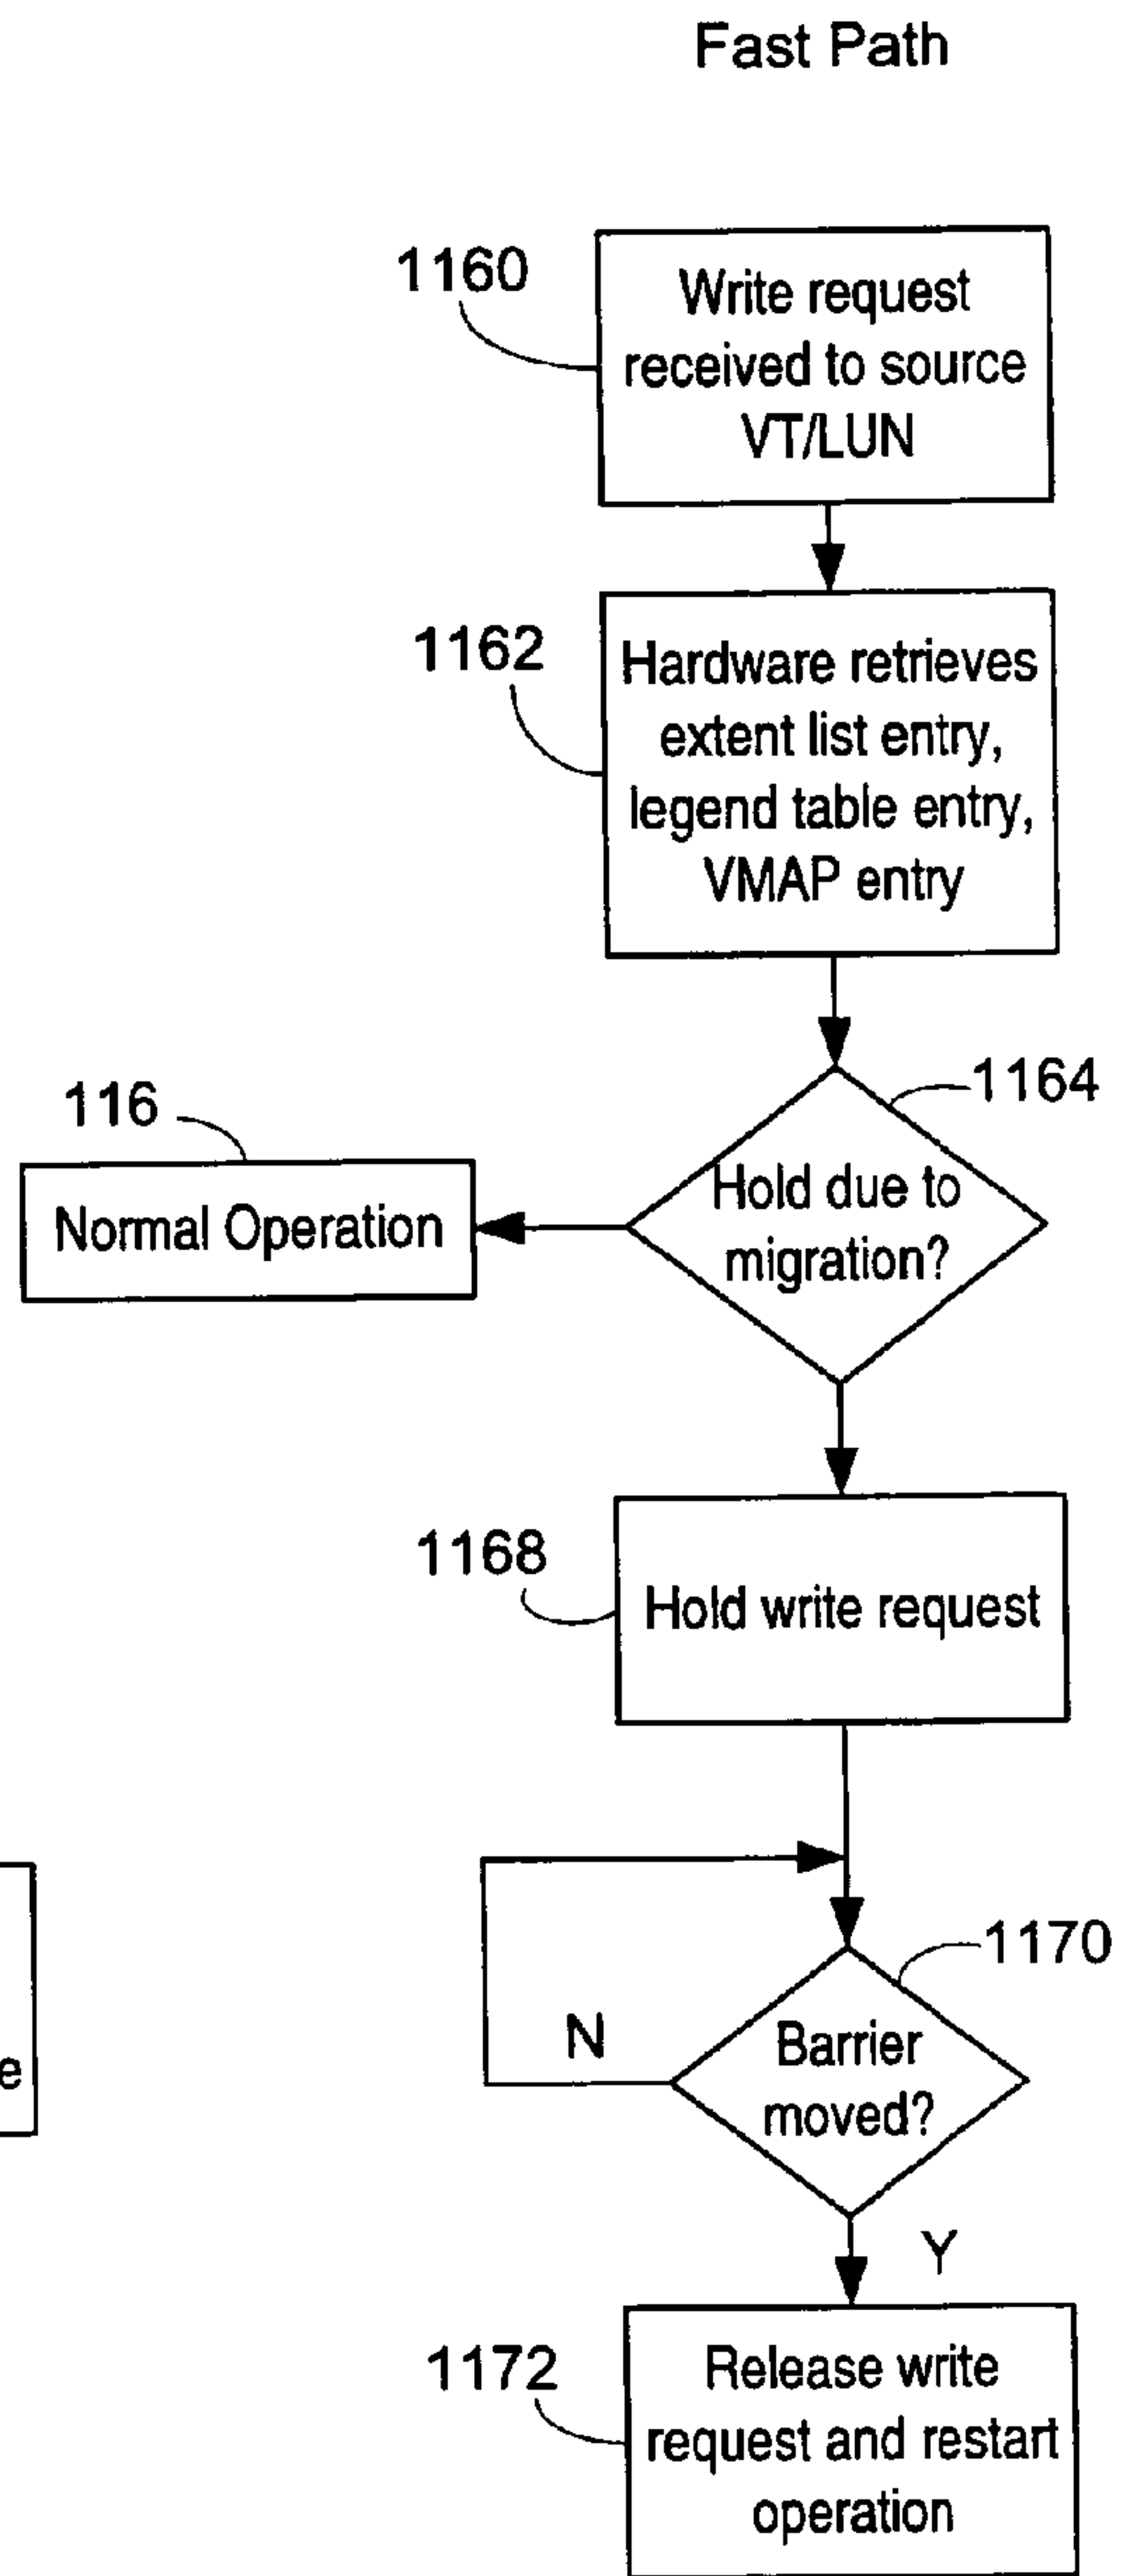 Fast Path
1160
Write request
received to source
VT/LUN
1162
Hardware retrieves
extent list entry,
legend table entry,
VMAP entry
1164
116
Normal Operation
Hold due to
migration?
1168
Hold write request
1170
N
Barrier
moved?
e
Y
1172
Release write
request and restart
operation